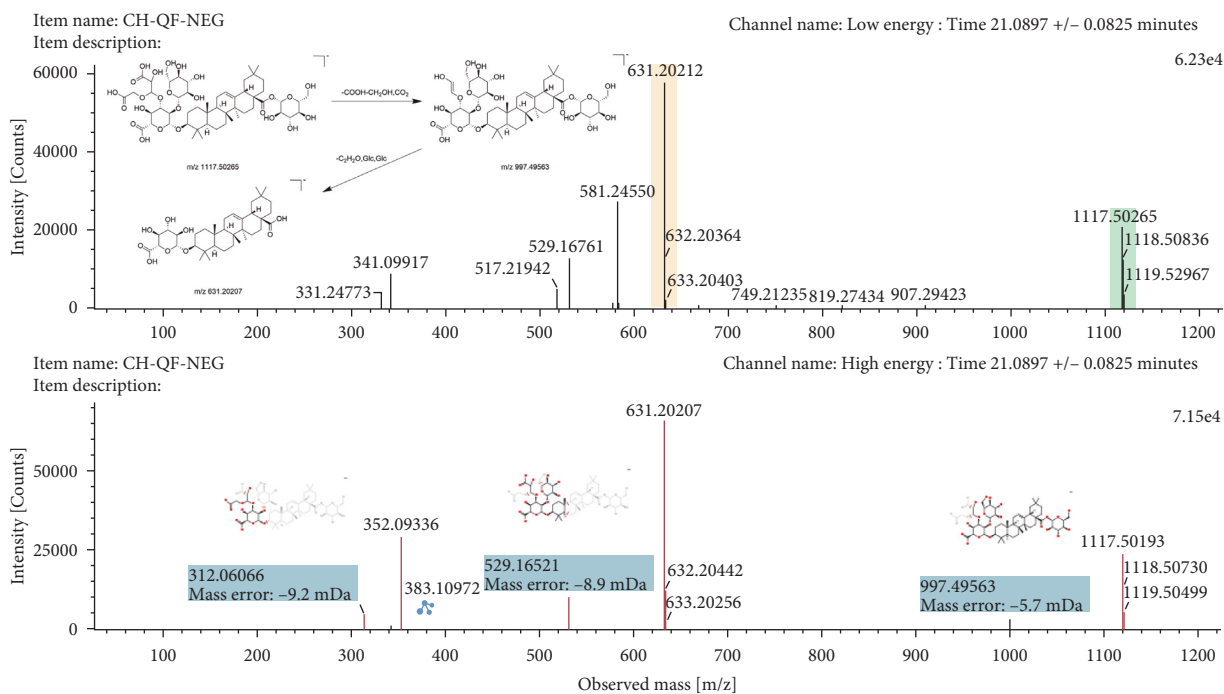 Item name: CH-QF-NEG
Channel name: Low energy : Time 21.0897 +/– 0.0825 minutes
Item description:
6.23e4
Intensity [Counts]
60000
40000
20000
0
-COOH-CH₂OH,CO₂
m/z 1117.50265
m/z 997.49563
-C₂H₂O,Glc,Glc
m/z 631.20207
631.20212
581.24550
1117.50265
632.20364
1118.50836
529.16761
341.09917
517.21942
633.20403
1119.52967
331.24773
749.21235
819.27434
907.29423
100
200
300
400
500
600
700
800
900
1000
1100
1200
Item name: CH-QF-NEG
Channel name: High energy : Time 21.0897 +/– 0.0825 minutes
Item description:
7.15e4
Intensity [Counts]
50000
25000
0
631.20207
352.09336
1117.50193
312.06066
Mass error: –9.2 mDa
383.10972
529.16521
Mass error: –8.9 mDa
632.20442
633.20256
997.49563
Mass error: –5.7 mDa
1118.50730
1119.50499
100
200
300
400
500
600
700
800
900
1000
1100
1200
Observed mass [m/z]